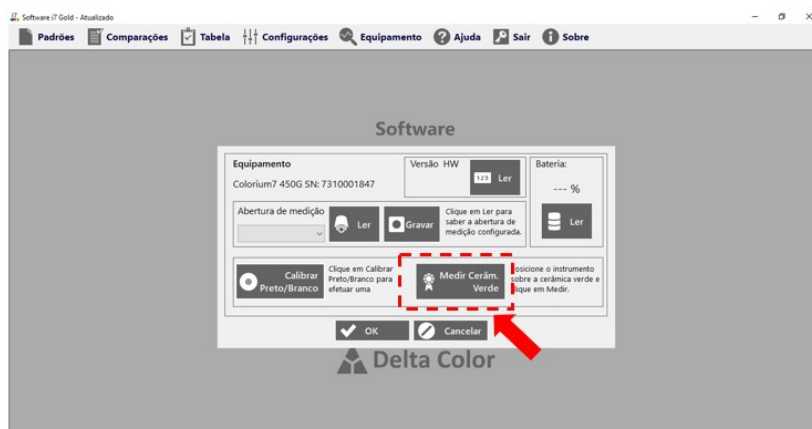 Software i7 Gold - Atualizado
Padrões Comparações Tabela Configurações Equipamento Ajuda Sair Sobre
Software
Equipamento
Colorium7 450G SN: 7310001847
Versão HW
123 Ler
Bateria:
--- %
Ler
Abertura de medição
Ler
Gravar
Clique em Ler para
saber a abertura de
medição configurada.
Calibrar
Preto/Branco
Clique em Calibrar
Preto/Branco para
efetuar uma
Medir Cerâm.
Verde
osicione o instrumento
sobre a cerâmica verde e
lique em Medir.
OK
Cancelar
Delta Color